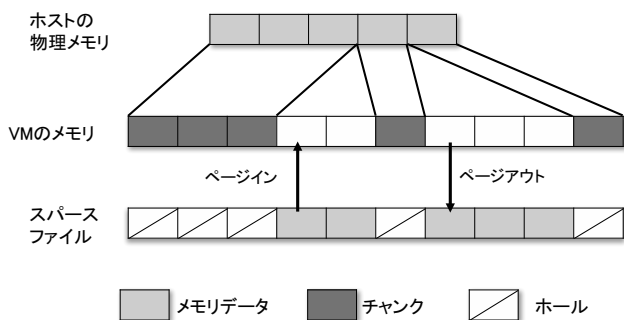 ホストの
物理メモリ
VMのメモリ
ページイン
ページアウト
スパース
ファイル
メモリデータ
チャンク
ホール